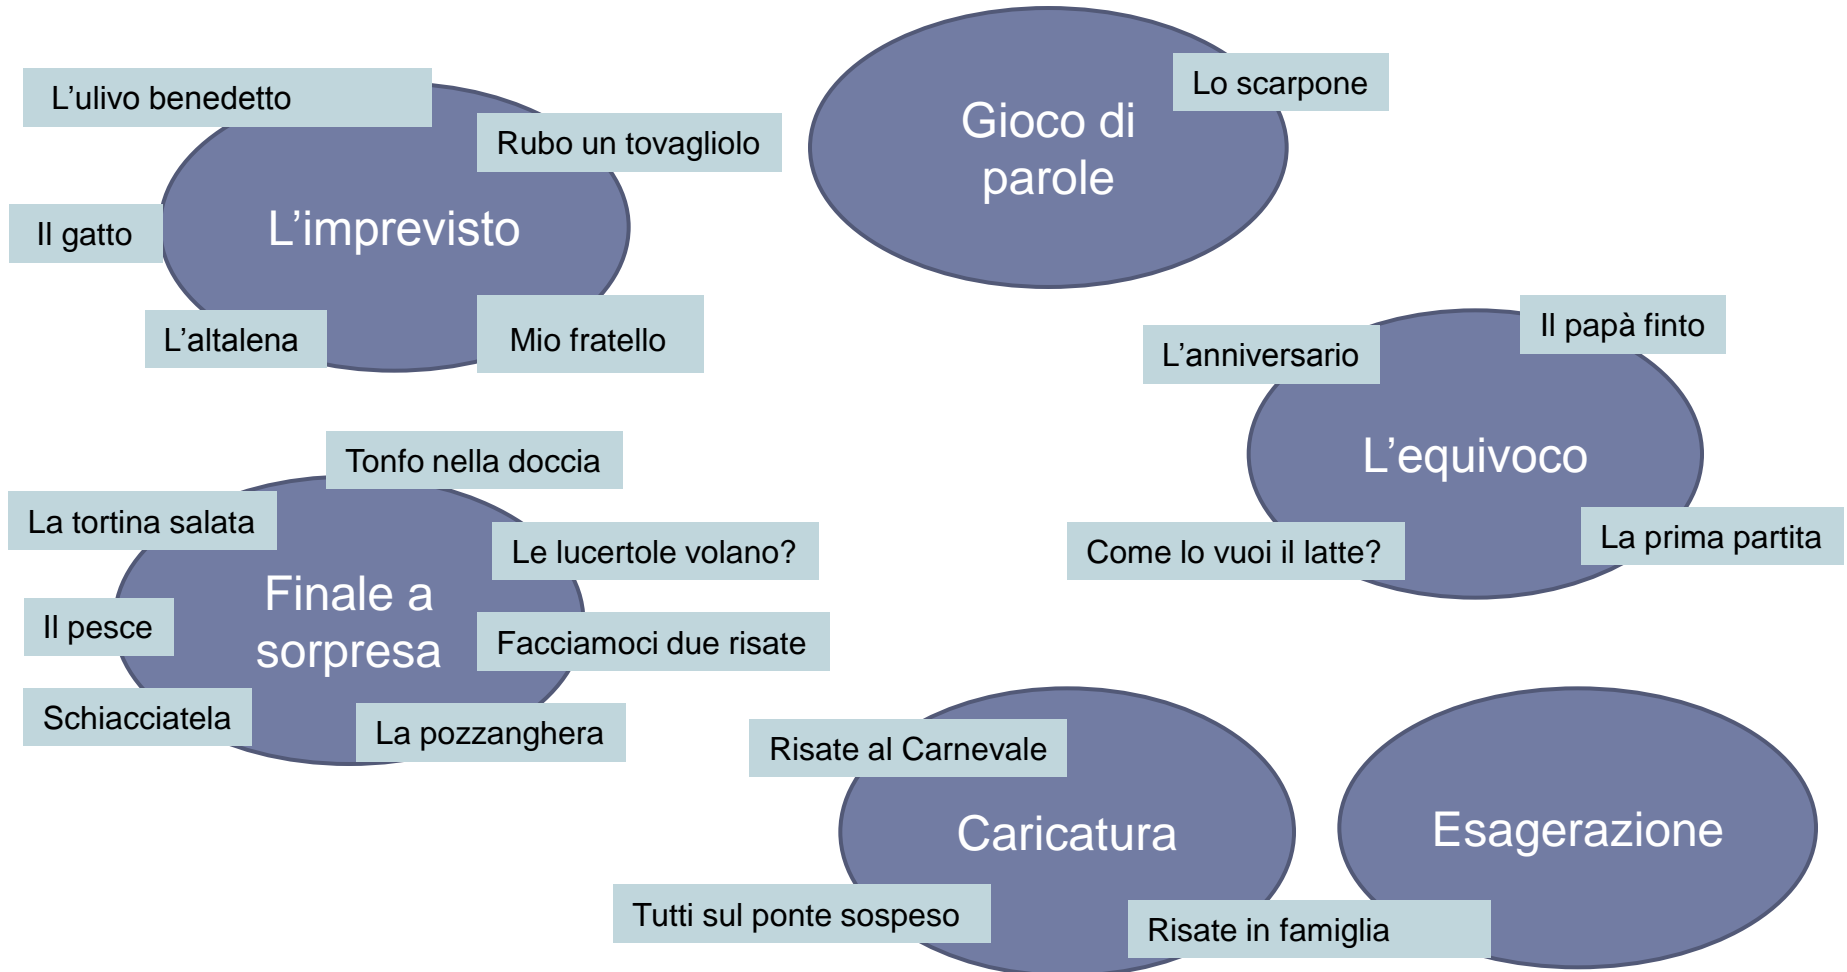 L’ulivo benedetto
Rubo un tovagliolo
Il gatto
L’imprevisto
L’altalena
Mio fratello
Lo scarpone
Gioco di
parole
Il papà finto
L’anniversario
L’equivoco
Come lo vuoi il latte?
La prima partita
Tonfo nella doccia
La tortina salata
Le lucertole volano?
Finale a
sorpresa
Il pesce
Facciamoci due risate
Schiacciatela
La pozzanghera
Risate al Carnevale
Caricatura
Tutti sul ponte sospeso
Risate in famiglia
Esagerazione